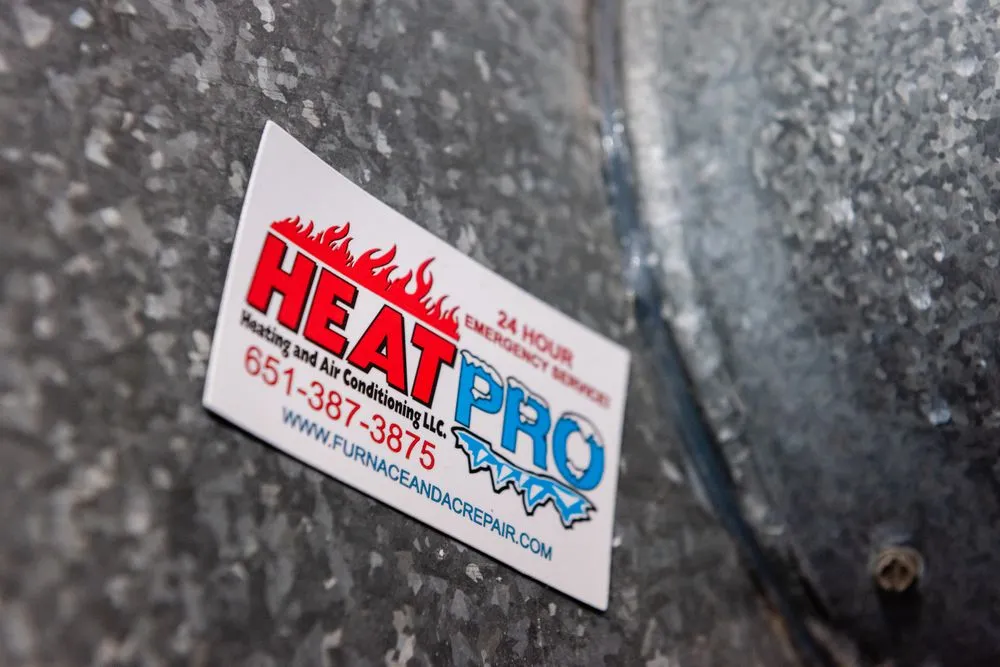 HEAT PRO
24 HOUR
EMERGENCY SERVICE!
Heating and Air Conditioning LLC.
651-387-3875
WWW.FURNACEANDACREPAIR.COM